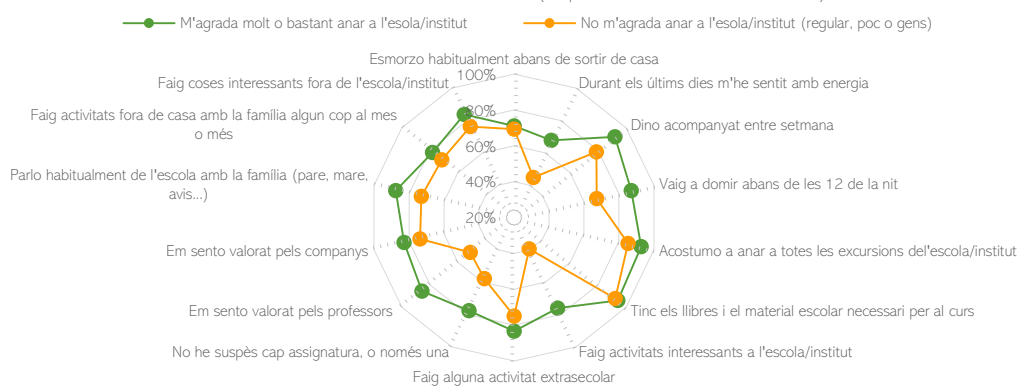 M'agrada molt o bastant anar a l'esola/institut
No m'agrada anar a l'esola/institut (regular, poc o gens)
Esmorzo habitualment abans de sortir de casa
100%
Faig coses interessants fora de l'escola/institut
Durant els últims dies m'he sentit amb energia
80%
Faig activitats fora de casa amb la família algun cop al mes
o més
Dino acompanyat entre setmana
60%
Parlo habitualment de l'escola amb la família (pare, mare,
avis...)
40%
Vaig a domir abans de les 12 de la nit
20%
Em sento valorat pels companys
Acostumo a anar a totes les excursions del'escola/institut
Em sento valorat pels professors
Tinc els llibres i el material escolar necessari per al curs
No he suspès cap assignatura, o només una
Faig activitats interessants a l'escola/institut
Faig alguna activitat extrasecolar